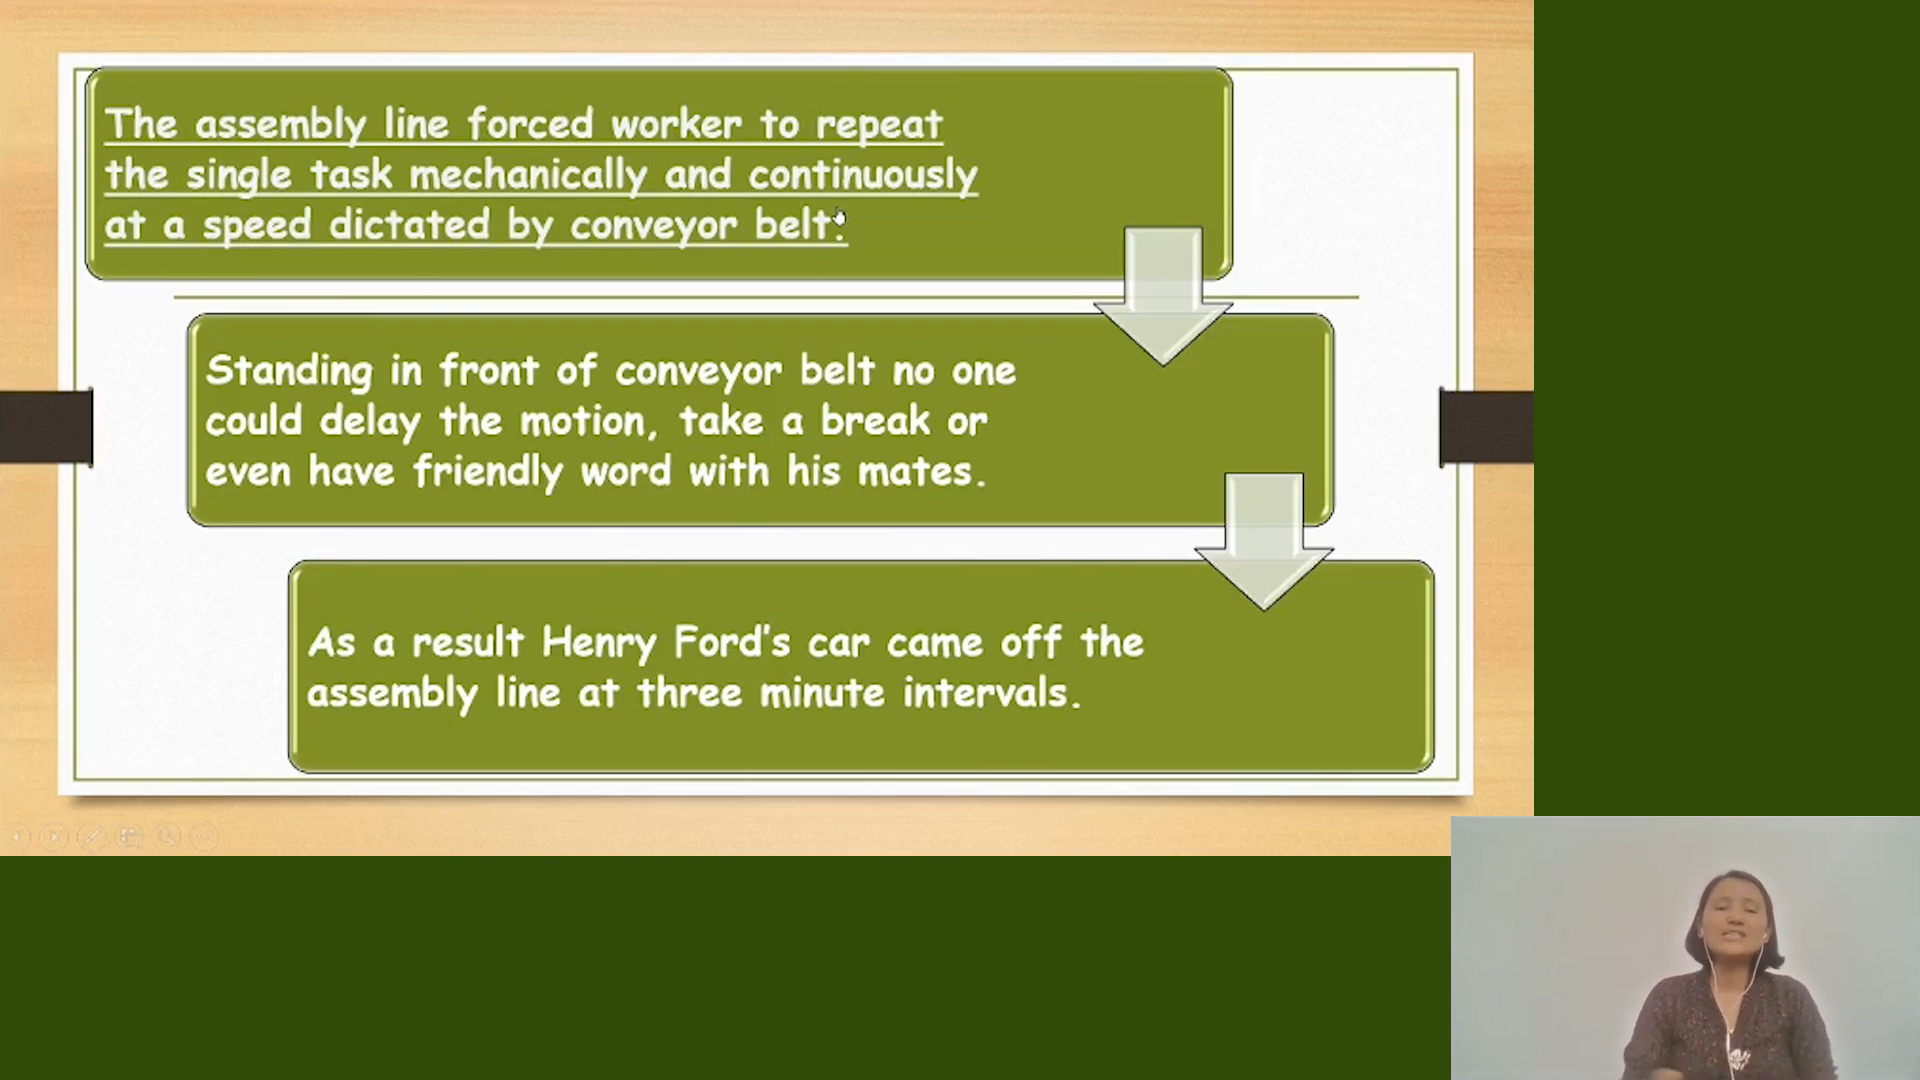 The assembly line forced worker to repeat
the single task mechanically and continuously
at a speed dictated by conveyor belt.
Standing in front of conveyor belt no one
could delay the motion, take a break or
even have friendly word with his mates.
As a result Henry Ford's car came off the
assembly line at three minute intervals.